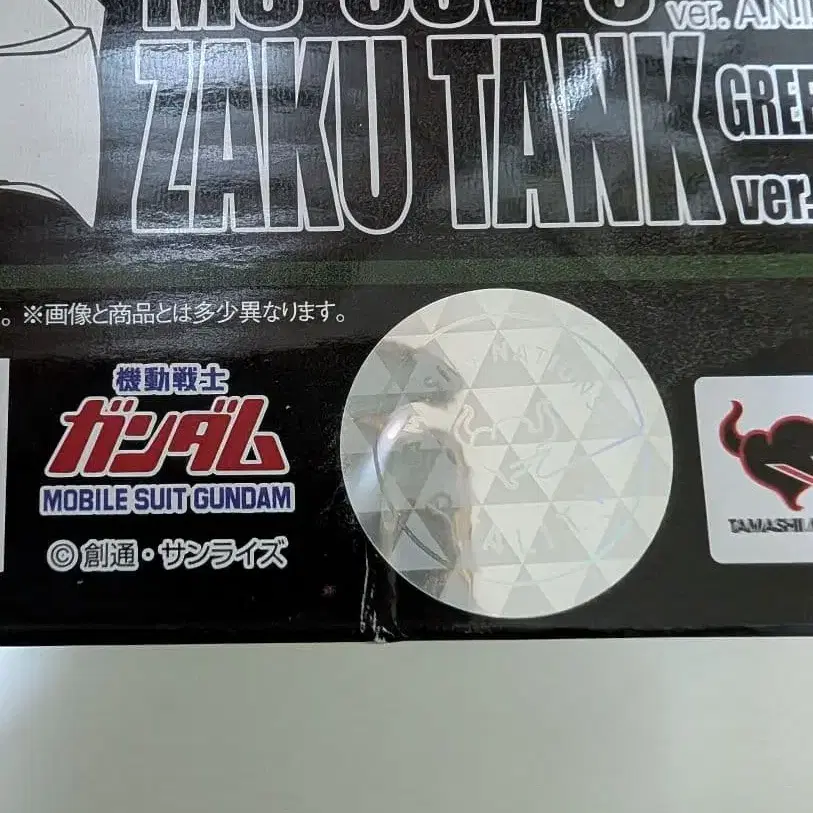 ver. A.N.I.
ZAKU TANK
GREE
ver.
。※画像と商品とは多少異なります。
機動戦士
ガンダム
MOBILE SUIT GUNDAM
©創通・サンライズ
NATION
TAMASHII